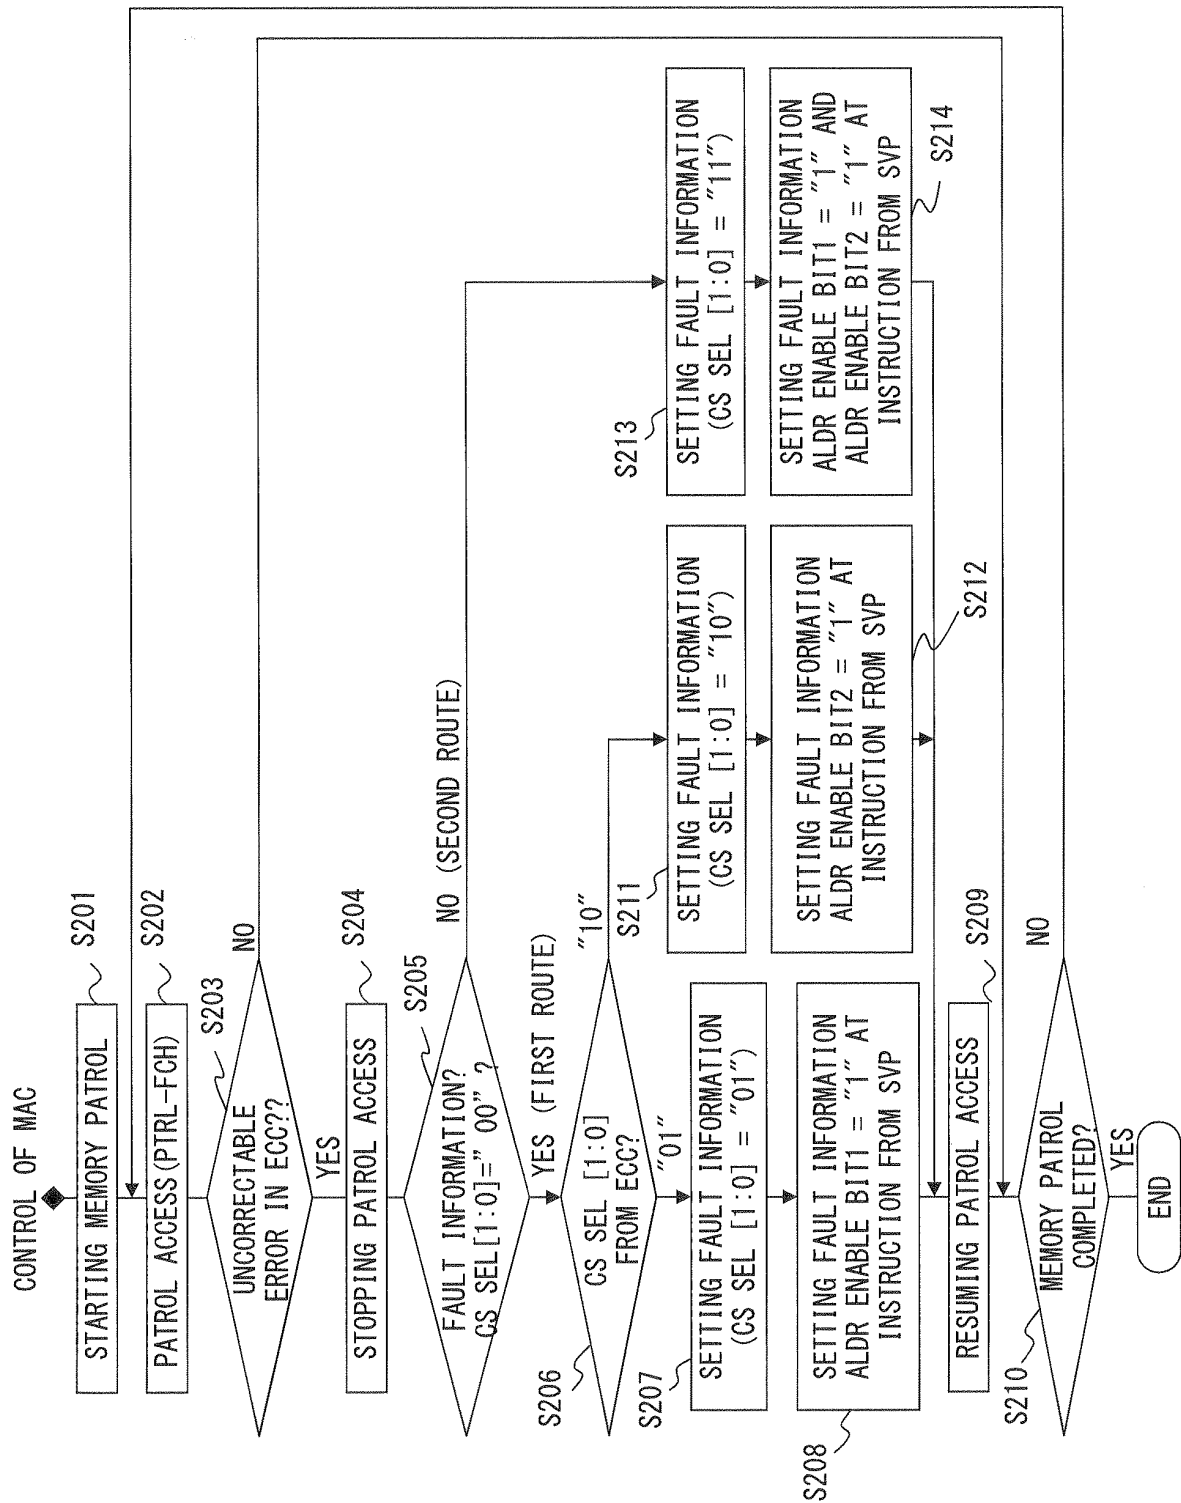 CONTROL OF MAC
STARTING MEMORY PATROL
S201
PATROL ACCESS(PTRL-FCH)
S202
UNCORRECTABLE
ERROR IN ECC??
S203
NO
YES
STOPPING PATROL ACCESS
S204
FAULT INFORMATION?
CS SEL[1:0]=" 00" ?
S205
NO (SECOND ROUTE)
YES (FIRST ROUTE)
CS SEL [1:0]
FROM ECC?
S206
"10"
"01"
S207
SETTING FAULT INFORMATION
(CS SEL [1:0] = "01")
SETTING FAULT INFORMATION
ALDR ENABLE BIT1 = "1" AT
INSTRUCTION FROM SVP
S208
S211
SETTING FAULT INFORMATION
(CS SEL [1:0] = "10")
SETTING FAULT INFORMATION
ALDR ENABLE BIT2 = "1" AT
INSTRUCTION FROM SVP
S212
S213
SETTING FAULT INFORMATION
(CS SEL [1:0] = "11")
SETTING FAULT INFORMATION
ALDR ENABLE BIT1 = "1" AND
ALDR ENABLE BIT2 = "1" AT
INSTRUCTION FROM SVP
S214
RESUMING PATROL ACCESS
S209
MEMORY PATROL
COMPLETED?
S210
NO
YES
END